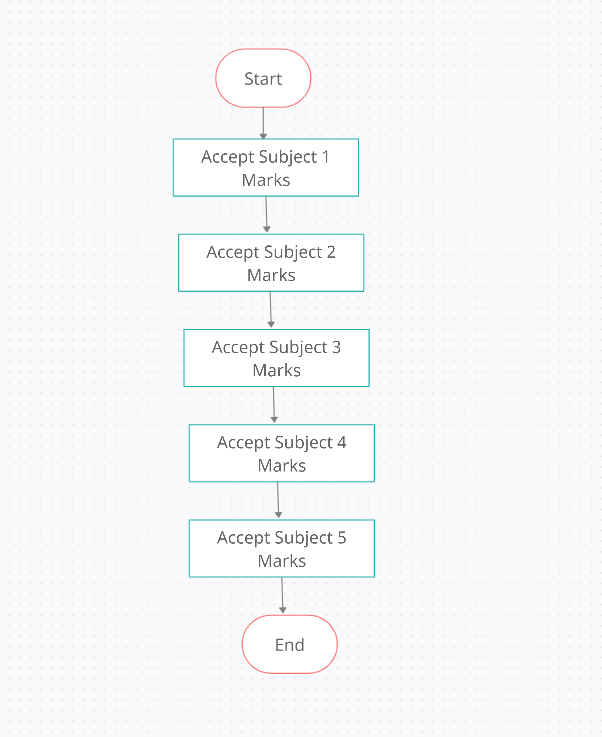 Start
Accept Subject 1
Marks
Accept Subject 2
Marks
Accept Subject 3
Marks
Accept Subject 4
Marks
Accept Subject 5
Marks
End